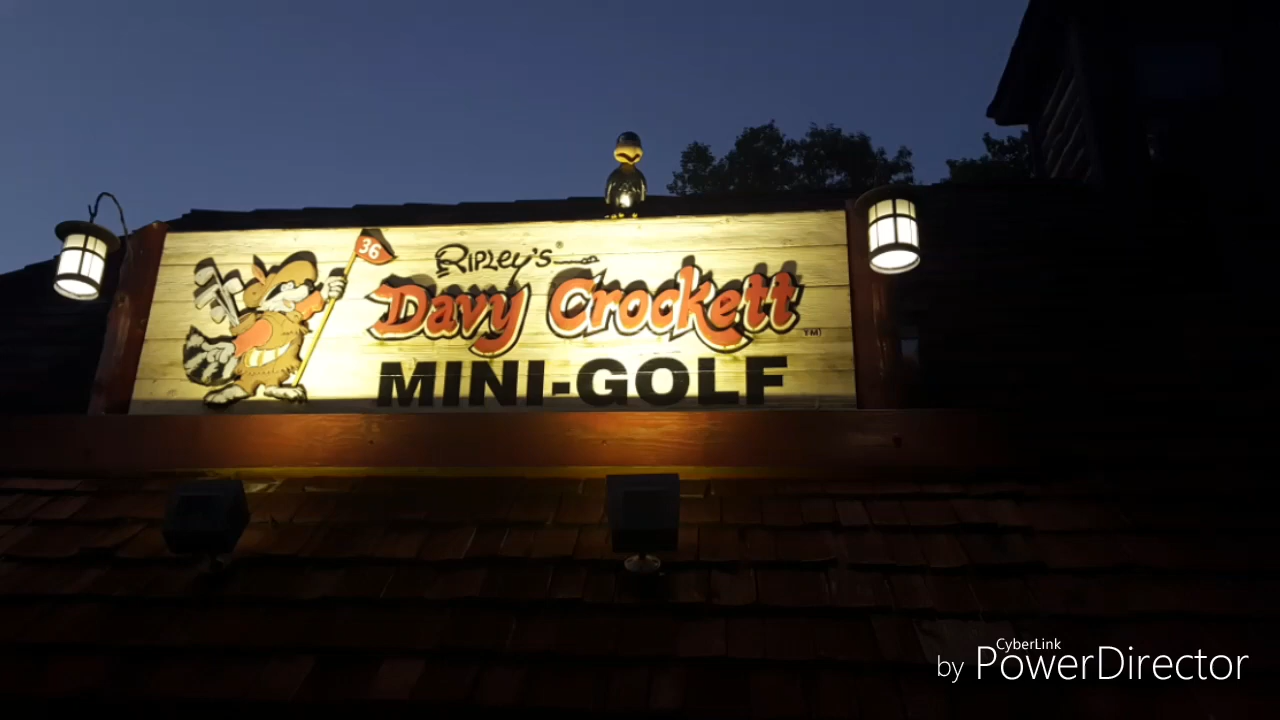 36
RIPLEY'S®
Davy Crockett
TM)
MINI-GOLF
CyberLink
by PowerDirector